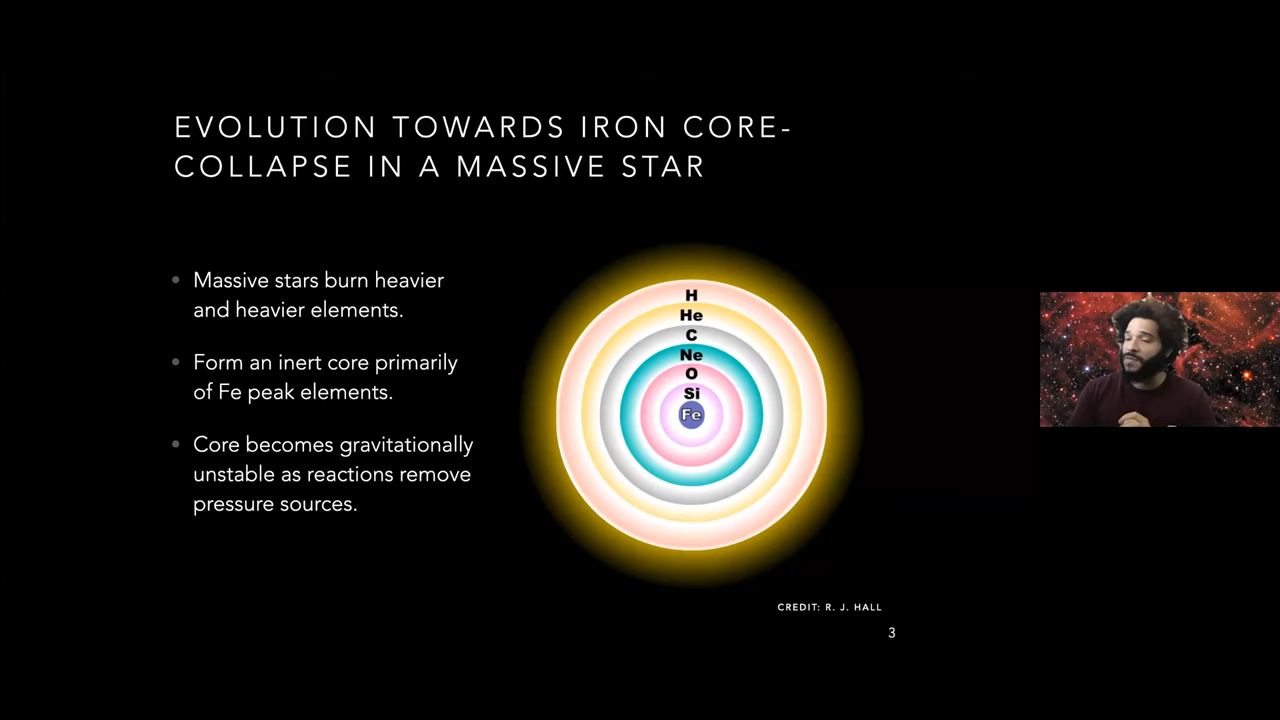 EVOLUTION TOWARDS IRON CORE-
COLLAPSE IN A MASSIVE STAR
• Massive stars burn heavier
and heavier elements.
• Form an inert core primarily
of Fe peak elements.
• Core becomes gravitationally
unstable as reactions remove
pressure sources.
H
He
C
Ne
O
Si
Fe
CREDIT: R. J. HALL
3